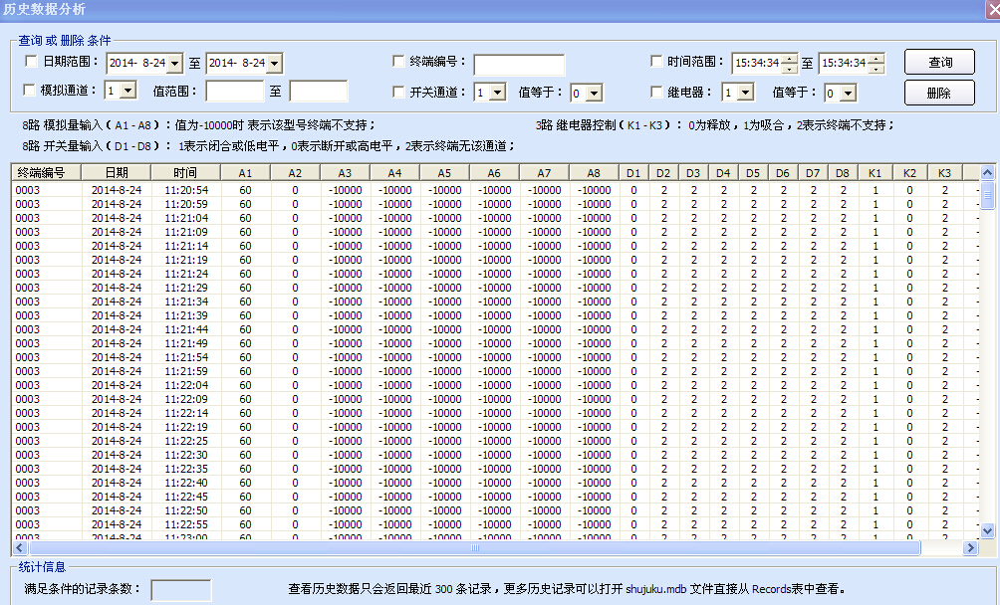 历史数据分析
查询 或 删除 条件
日期范围： 2014- 8-24 至 2014- 8-24 终端编号： 时间范围： 15:34:34 至 15:34:34 查询
模拟通道： 1 值范围： 至 开关通道： 1 值等于： 0 继电器： 1 值等于： 0 删除
8路 模拟量输入（A1 - A8）：值为-10000时 表示该型号终端不支持； 3路 继电器控制（K1 - K3）： 0为释放，1为吸合，2表示终端不支持；
8路 开关量输入（D1 - D8）： 1表示闭合或低电平，0表示断开或高电平，2表示终端无该通道；
终端编号 日期 时间 A1 A2 A3 A4 A5 A6 A7 A8 D1 D2 D3 D4 D5 D6 D7 D8 K1 K2 K3
0003 2014-8-24 11:20:54 60 0 -10000 -10000 -10000 -10000 -10000 -10000 0 2 2 2 2 2 2 2 1 0 2 -
0003 2014-8-24 11:20:59 60 0 -10000 -10000 -10000 -10000 -10000 -10000 0 2 2 2 2 2 2 2 1 0 2 -
0003 2014-8-24 11:21:04 60 0 -10000 -10000 -10000 -10000 -10000 -10000 0 2 2 2 2 2 2 2 1 0 2 -
0003 2014-8-24 11:21:09 60 0 -10000 -10000 -10000 -10000 -10000 -10000 0 2 2 2 2 2 2 2 1 0 2 -
0003 2014-8-24 11:21:14 60 0 -10000 -10000 -10000 -10000 -10000 -10000 0 2 2 2 2 2 2 2 1 0 2 -
0003 2014-8-24 11:21:19 60 0 -10000 -10000 -10000 -10000 -10000 -10000 0 2 2 2 2 2 2 2 1 0 2 -
0003 2014-8-24 11:21:24 60 0 -10000 -10000 -10000 -10000 -10000 -10000 0 2 2 2 2 2 2 2 1 0 2 -
0003 2014-8-24 11:21:29 60 0 -10000 -10000 -10000 -10000 -10000 -10000 0 2 2 2 2 2 2 2 1 0 2 -
0003 2014-8-24 11:21:34 60 0 -10000 -10000 -10000 -10000 -10000 -10000 0 2 2 2 2 2 2 2 1 0 2 -
0003 2014-8-24 11:21:39 60 0 -10000 -10000 -10000 -10000 -10000 -10000 0 2 2 2 2 2 2 2 1 0 2 -
0003 2014-8-24 11:21:44 60 0 -10000 -10000 -10000 -10000 -10000 -10000 0 2 2 2 2 2 2 2 1 0 2 -
0003 2014-8-24 11:21:49 60 0 -10000 -10000 -10000 -10000 -10000 -10000 0 2 2 2 2 2 2 2 1 0 2 -
0003 2014-8-24 11:21:54 60 0 -10000 -10000 -10000 -10000 -10000 -10000 0 2 2 2 2 2 2 2 1 0 2 -
0003 2014-8-24 11:21:59 60 0 -10000 -10000 -10000 -10000 -10000 -10000 0 2 2 2 2 2 2 2 1 0 2 -
0003 2014-8-24 11:22:04 60 0 -10000 -10000 -10000 -10000 -10000 -10000 0 2 2 2 2 2 2 2 1 0 2 -
0003 2014-8-24 11:22:09 60 0 -10000 -10000 -10000 -10000 -10000 -10000 0 2 2 2 2 2 2 2 1 0 2 -
0003 2014-8-24 11:22:14 60 0 -10000 -10000 -10000 -10000 -10000 -10000 0 2 2 2 2 2 2 2 1 0 2 -
0003 2014-8-24 11:22:19 60 0 -10000 -10000 -10000 -10000 -10000 -10000 0 2 2 2 2 2 2 2 1 0 2 -
0003 2014-8-24 11:22:25 60 0 -10000 -10000 -10000 -10000 -10000 -10000 0 2 2 2 2 2 2 2 1 0 2 -
0003 2014-8-24 11:22:30 60 0 -10000 -10000 -10000 -10000 -10000 -10000 0 2 2 2 2 2 2 2 1 0 2 -
0003 2014-8-24 11:22:35 60 0 -10000 -10000 -10000 -10000 -10000 -10000 0 2 2 2 2 2 2 2 1 0 2 -
0003 2014-8-24 11:22:40 60 0 -10000 -10000 -10000 -10000 -10000 -10000 0 2 2 2 2 2 2 2 1 0 2 -
0003 2014-8-24 11:22:45 60 0 -10000 -10000 -10000 -10000 -10000 -10000 0 2 2 2 2 2 2 2 1 0 2 -
0003 2014-8-24 11:22:50 60 0 -10000 -10000 -10000 -10000 -10000 -10000 0 2 2 2 2 2 2 2 1 0 2 -
0003 2014-8-24 11:22:55 60 0 -10000 -10000 -10000 -10000 -10000 -10000 0 2 2 2 2 2 2 2 1 0 2 -
0003 2014-8-24 11:23:00 60 0 -10000 -10000 -10000 -10000 -10000 -10000 0 2 2 2 2 2 2 2 1 0 2 -
统计信息
满足条件的记录条数： 查看历史数据只会返回最近 300 条记录，更多历史记录可以打开 shujuku.mdb 文件直接从 Records表中查看。